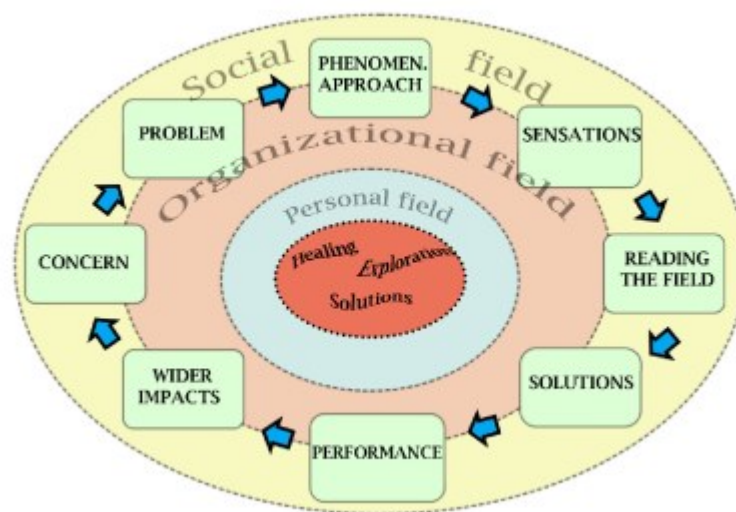 Social field
PHENOMEN.
APPROACH
PROBLEM
SENSATIONS
Organizational field
Personal field
Healing
Explorations
Solutions
CONCERN
READING
THE FIELD
WIDER
IMPACTS
SOLUTIONS
PERFORMANCE